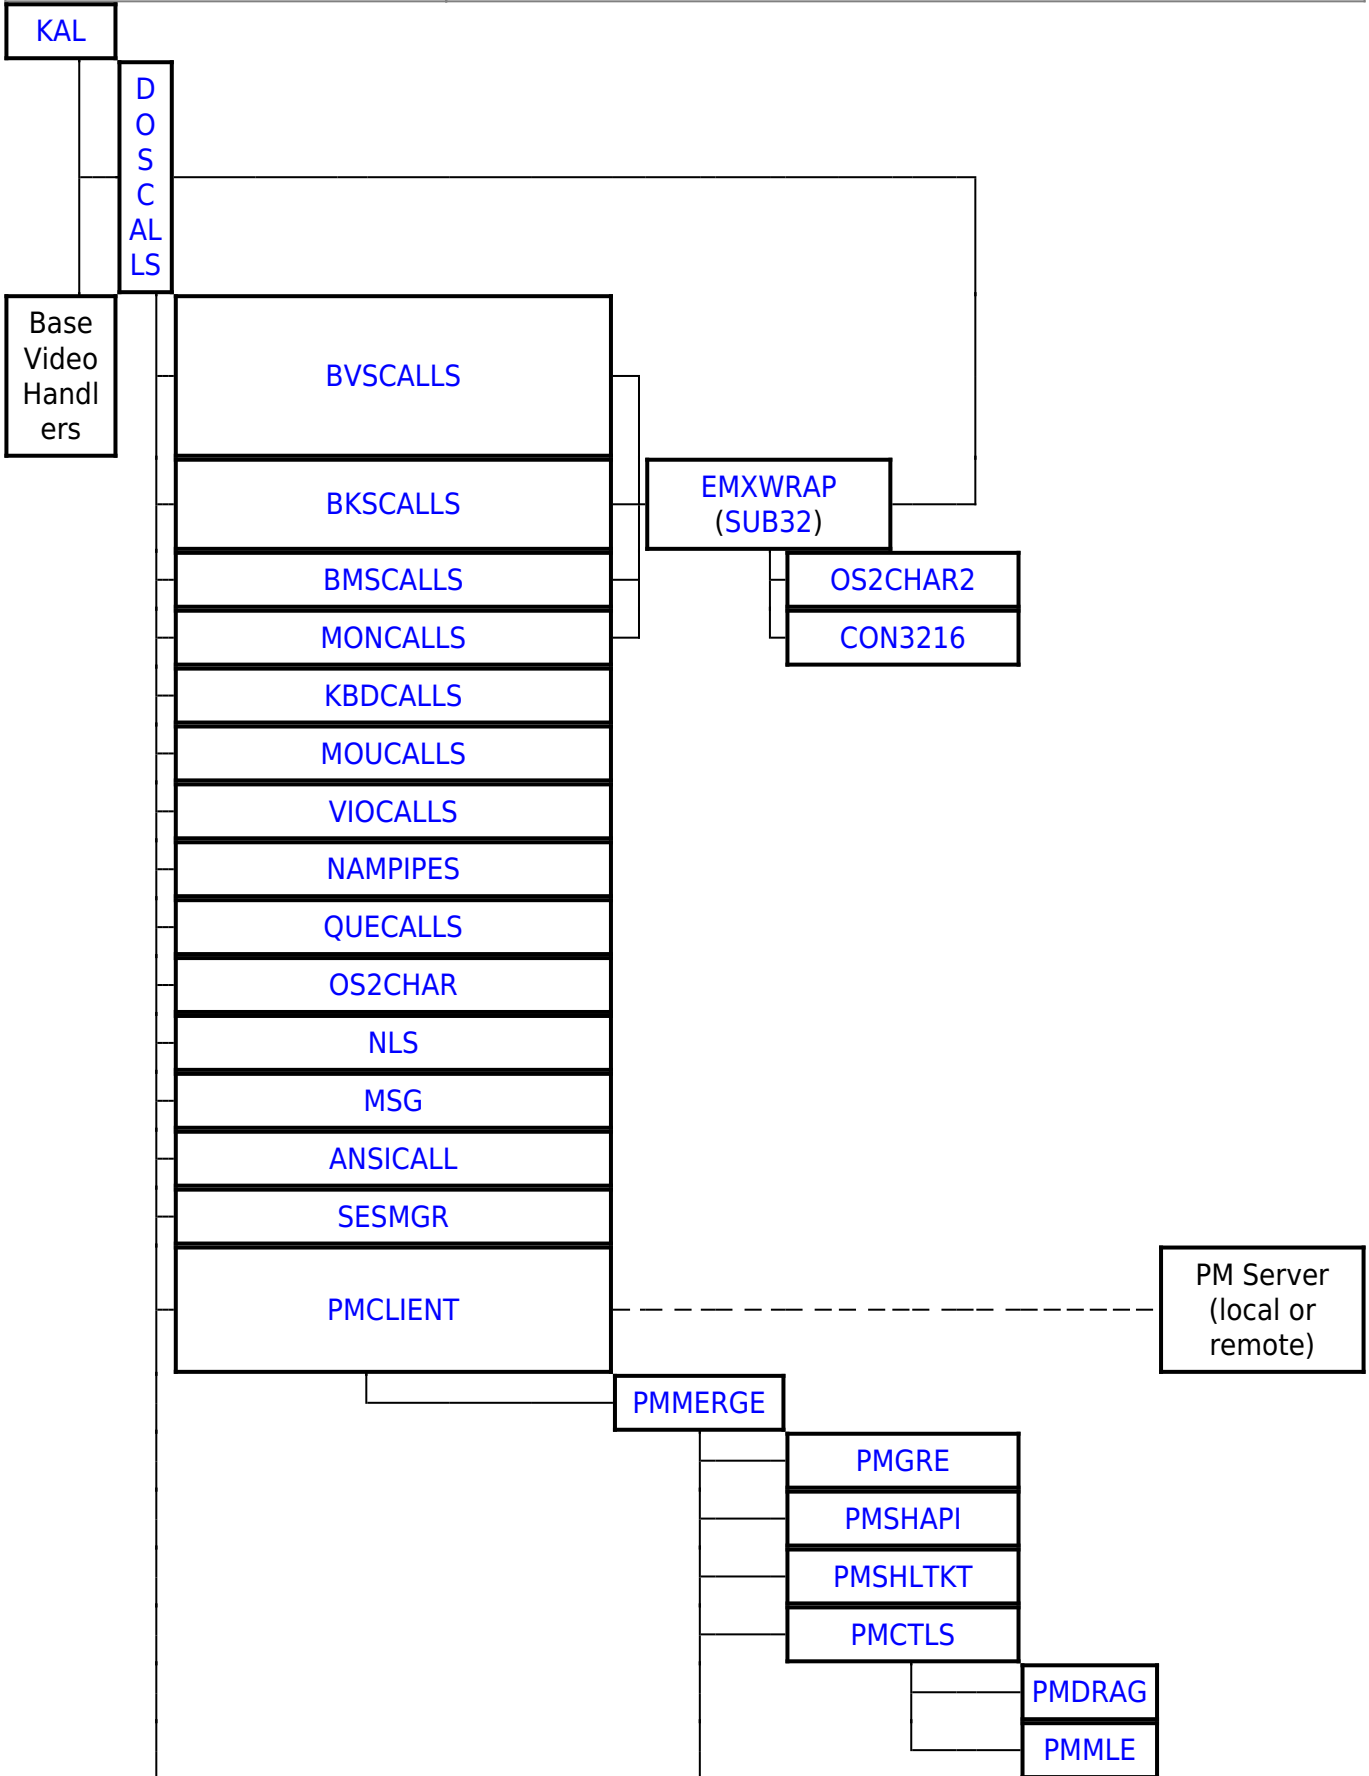 KAL
D
O
S
C
AL
LS
Base
Video
Handl
ers
BVSCALLS
BKSCALLS
EMXWRAP
(SUB32)
BMSCALLS
OS2CHAR2
MONCALLS
CON3216
KBDCALLS
MOUCALLS
VIOCALLS
NAMPIPES
QUECALLS
OS2CHAR
NLS
MSG
ANSICALL
SESMGR
PMCLIENT
PM Server
(local or
remote)
PMMERGE
PMGRE
PMSHAPI
PMSHLTKT
PMCTLS
PMDRAG
PMMLE